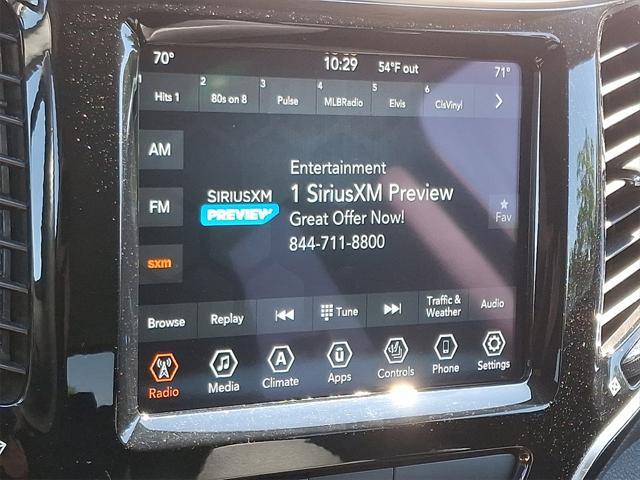 70° 10:29 54°F out 71°
1 Hits 1 2 80s on 8 3 Pulse 4 MLBRadio 5 Elvis 6 ClsVinyl
AM
FM
sxm
SIRIUSXM
PREVIEW
Entertainment
1 SiriusXM Preview
Great Offer Now!
844-711-8800
Fav
Browse Replay Tune Traffic & Weather Audio
Radio Media Climate Apps Controls Phone Settings